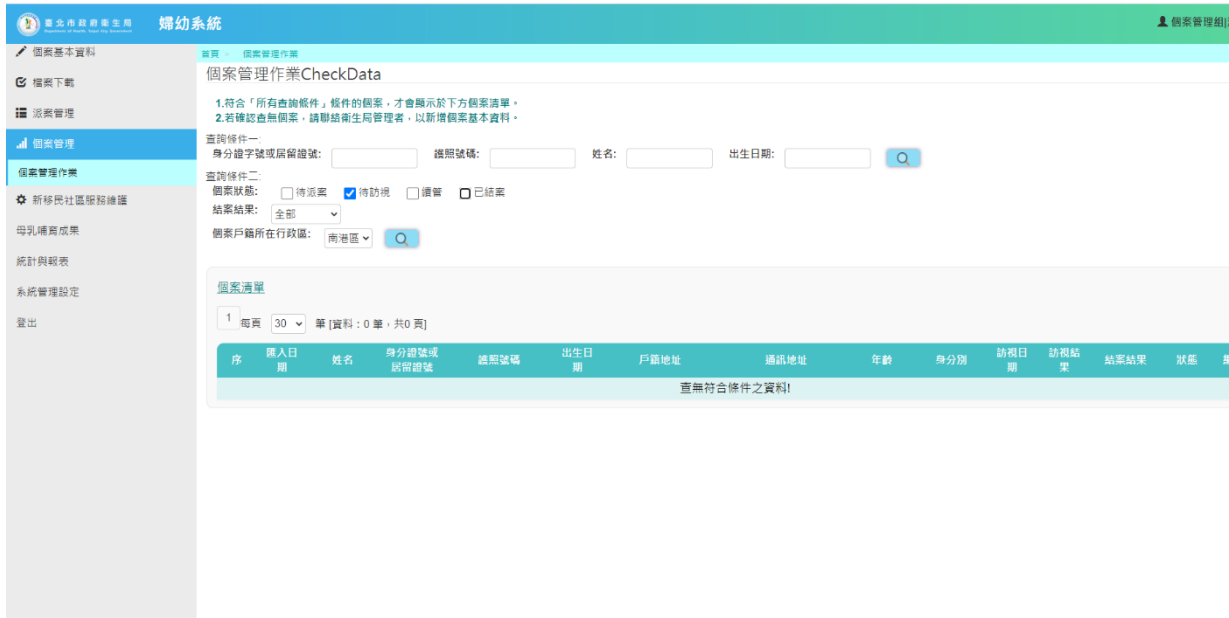 臺北市政府衛生局 婦幼系統 個案管理組
個案基本資料
檔案下載
派案管理
個案管理
個案管理作業
新移民社區服務維護
母乳哺育成果
統計與報表
系統管理設定
登出
首頁 > 個案管理作業
個案管理作業CheckData
1.符合「所有查詢條件」條件的個案，才會顯示於下方個案清單。
2.若確認查無個案，請聯絡衛生局管理者，以新增個案基本資料。
查詢條件一:
身分證字號或居留證號: 護照號碼: 姓名: 出生日期:
查詢條件二:
個案狀態: 待派案 待訪視 續管 已結案
結案結果: 全部
個案戶籍所在行政區: 南港區
個案清單
1 每頁 30 筆 [資料：0 筆，共0 頁]
序 匯入日期 姓名 身分證號或居留證號 護照號碼 出生日期 戶籍地址 通訊地址 年齡 身分別 訪視日期 訪視結果 結案結果 狀態
查無符合條件之資料!